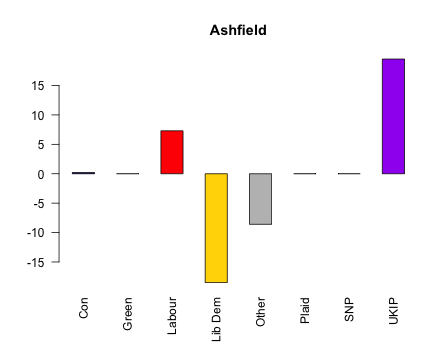 Ashfield
15
10
5
0
-5
-10
-15
Con
Green
Labour
Lib Dem
Other
Plaid
SNP
UKIP